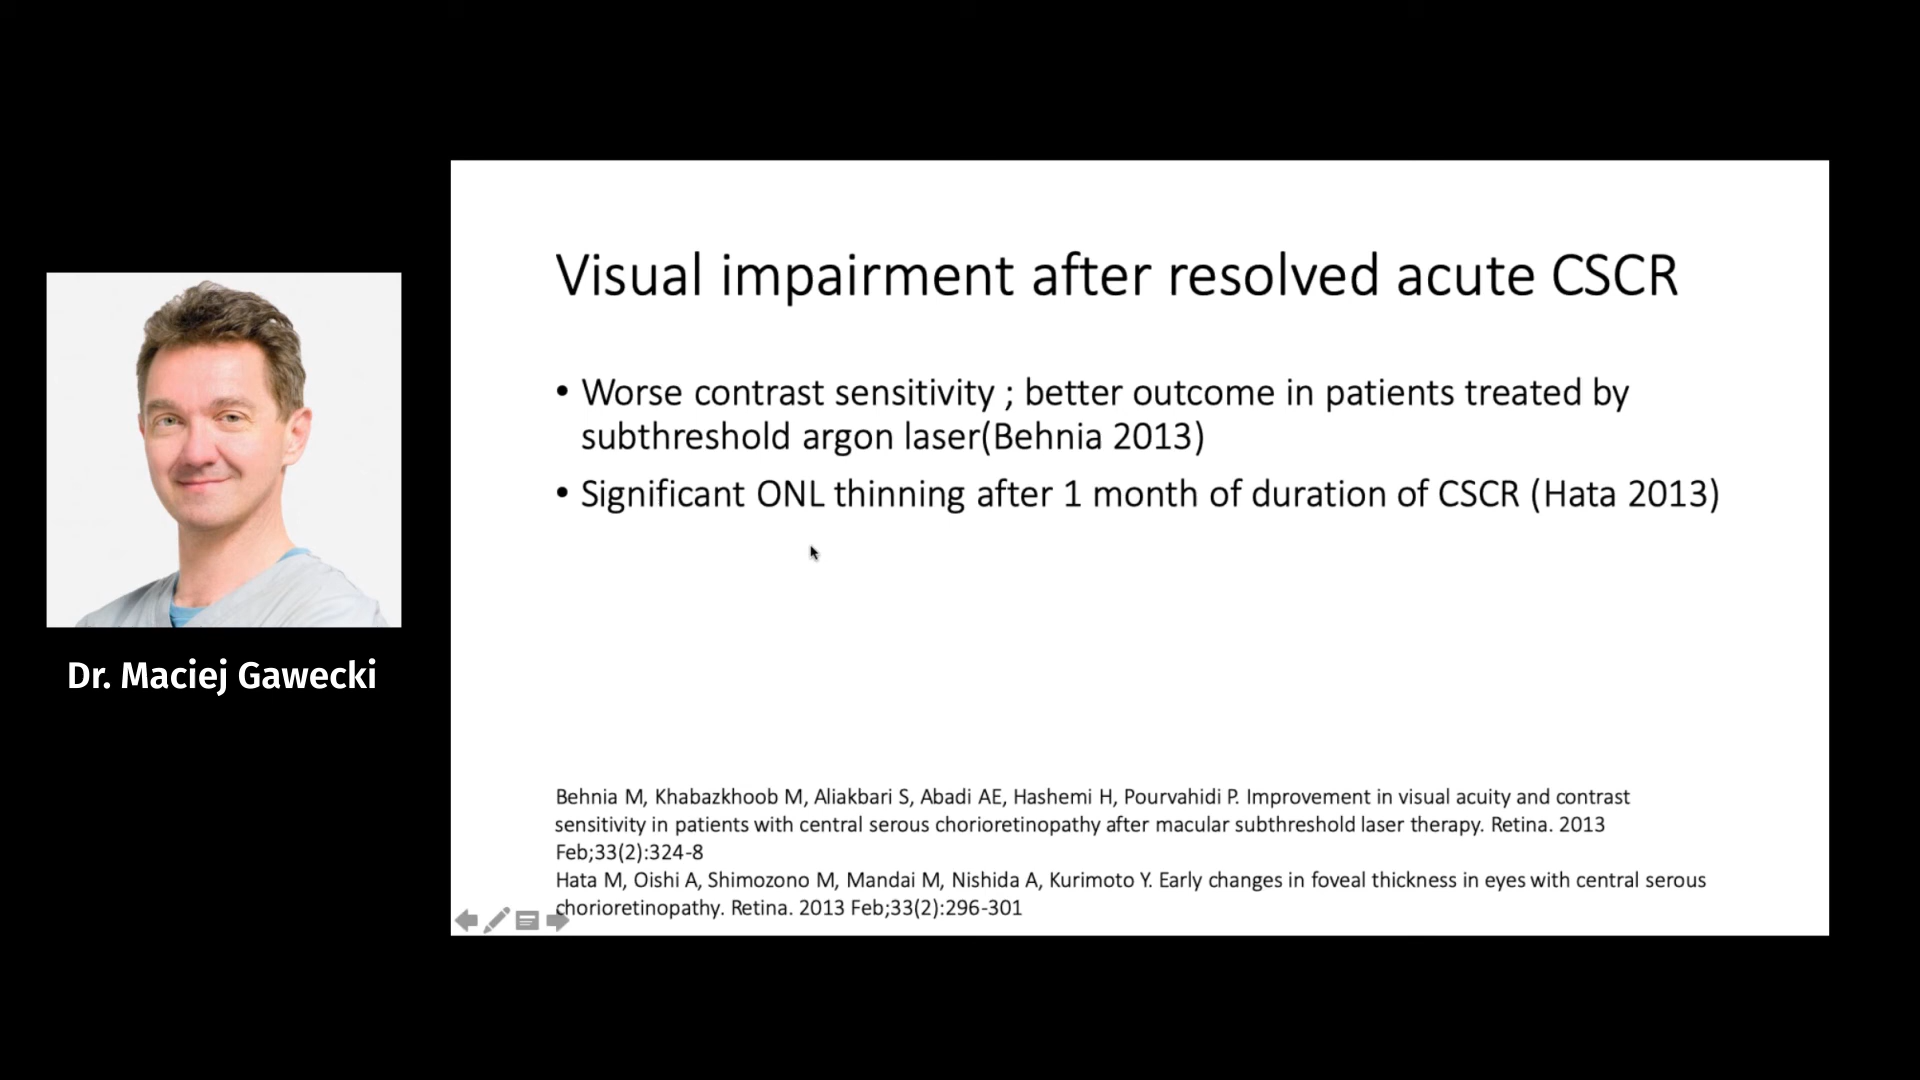 Visual impairment after resolved acute CSCR
• Worse contrast sensitivity ; better outcome in patients treated by
subthreshold argon laser(Behnia 2013)
• Significant ONL thinning after 1 month of duration of CSCR (Hata 2013)
Dr. Maciej Gawecki
Behnia M, Khabazkhoob M, Aliakbari S, Abadi AE, Hashemi H, Pourvahidi P. Improvement in visual acuity and contrast
sensitivity in patients with central serous chorioretinopathy after macular subthreshold laser therapy. Retina. 2013
Feb;33(2):324-8
Hata M, Oishi A, Shimozono M, Mandai M, Nishida A, Kurimoto Y. Early changes in foveal thickness in eyes with central serous
chorioretinopathy. Retina. 2013 Feb;33(2):296-301